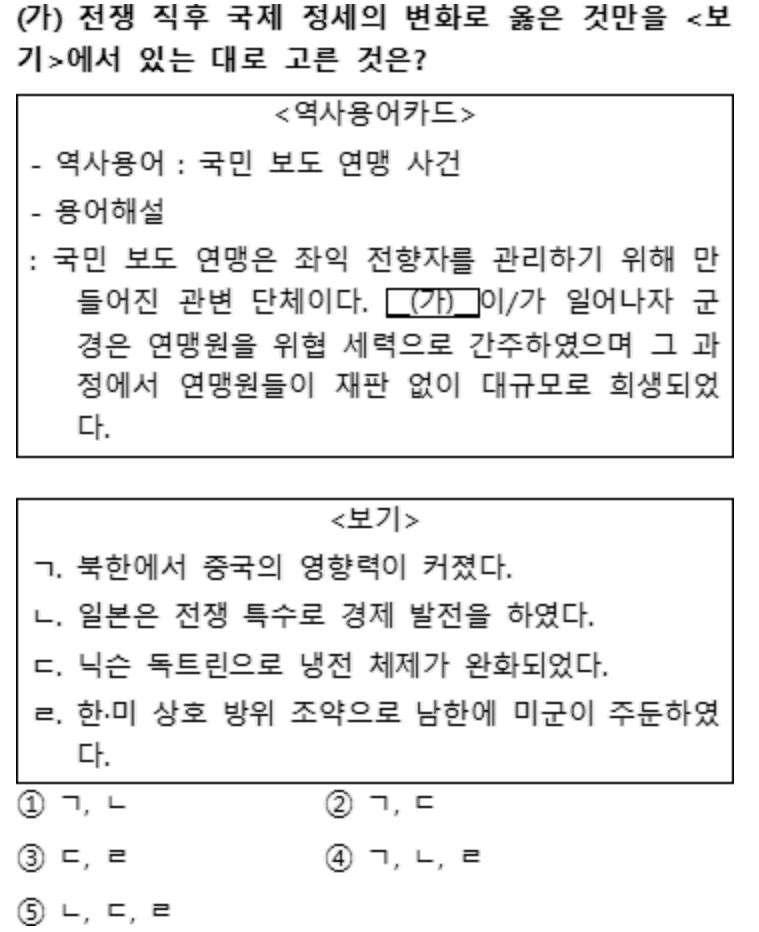 (가) 전쟁 직후 국제 정세의 변화로 옳은 것만을 <보
기>에서 있는 대로 고른 것은?
<역사용어카드>
- 역사용어 : 국민 보도 연맹 사건
- 용어해설
: 국민 보도 연맹은 좌익 전향자를 관리하기 위해 만
들어진 관변 단체이다. (가) 이/가 일어나자 군
경은 연맹원을 위협 세력으로 간주하였으며 그 과
정에서 연맹원들이 재판 없이 대규모로 희생되었
다.
<보기>
ㄱ. 북한에서 중국의 영향력이 커졌다.
ㄴ. 일본은 전쟁 특수로 경제 발전을 하였다.
ㄷ. 닉슨 독트린으로 냉전 체제가 완화되었다.
ㄹ. 한·미 상호 방위 조약으로 남한에 미군이 주둔하였
다.
① ㄱ, ㄴ ② ㄱ, ㄷ
③ ㄷ, ㄹ ④ ㄱ, ㄴ, ㄹ
⑤ ㄴ, ㄷ, ㄹ